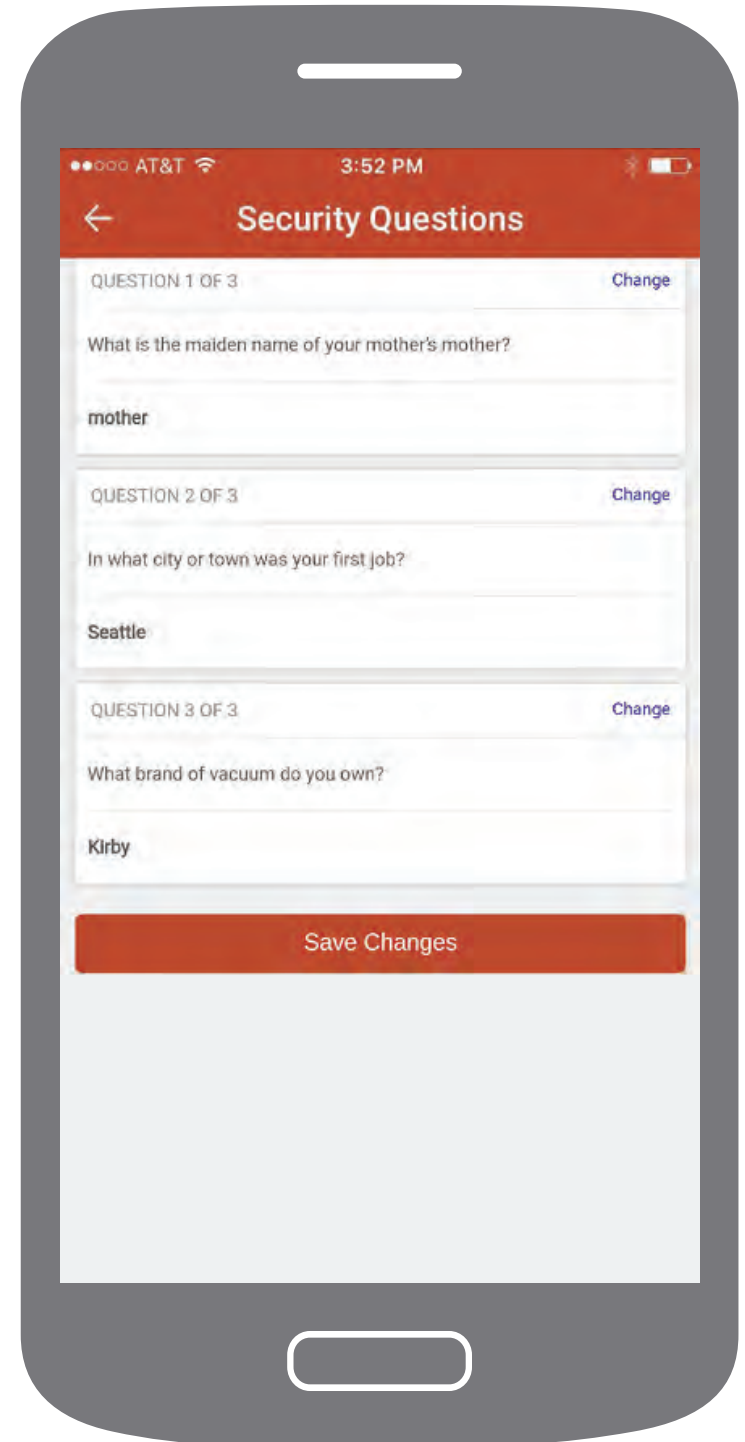 AT&T 3:52 PM
Security Questions
QUESTION 1 OF 3 Change
What is the maiden name of your mother's mother?
mother
QUESTION 2 OF 3 Change
In what city or town was your first job?
Seattle
QUESTION 3 OF 3 Change
What brand of vacuum do you own?
Kirby
Save Changes